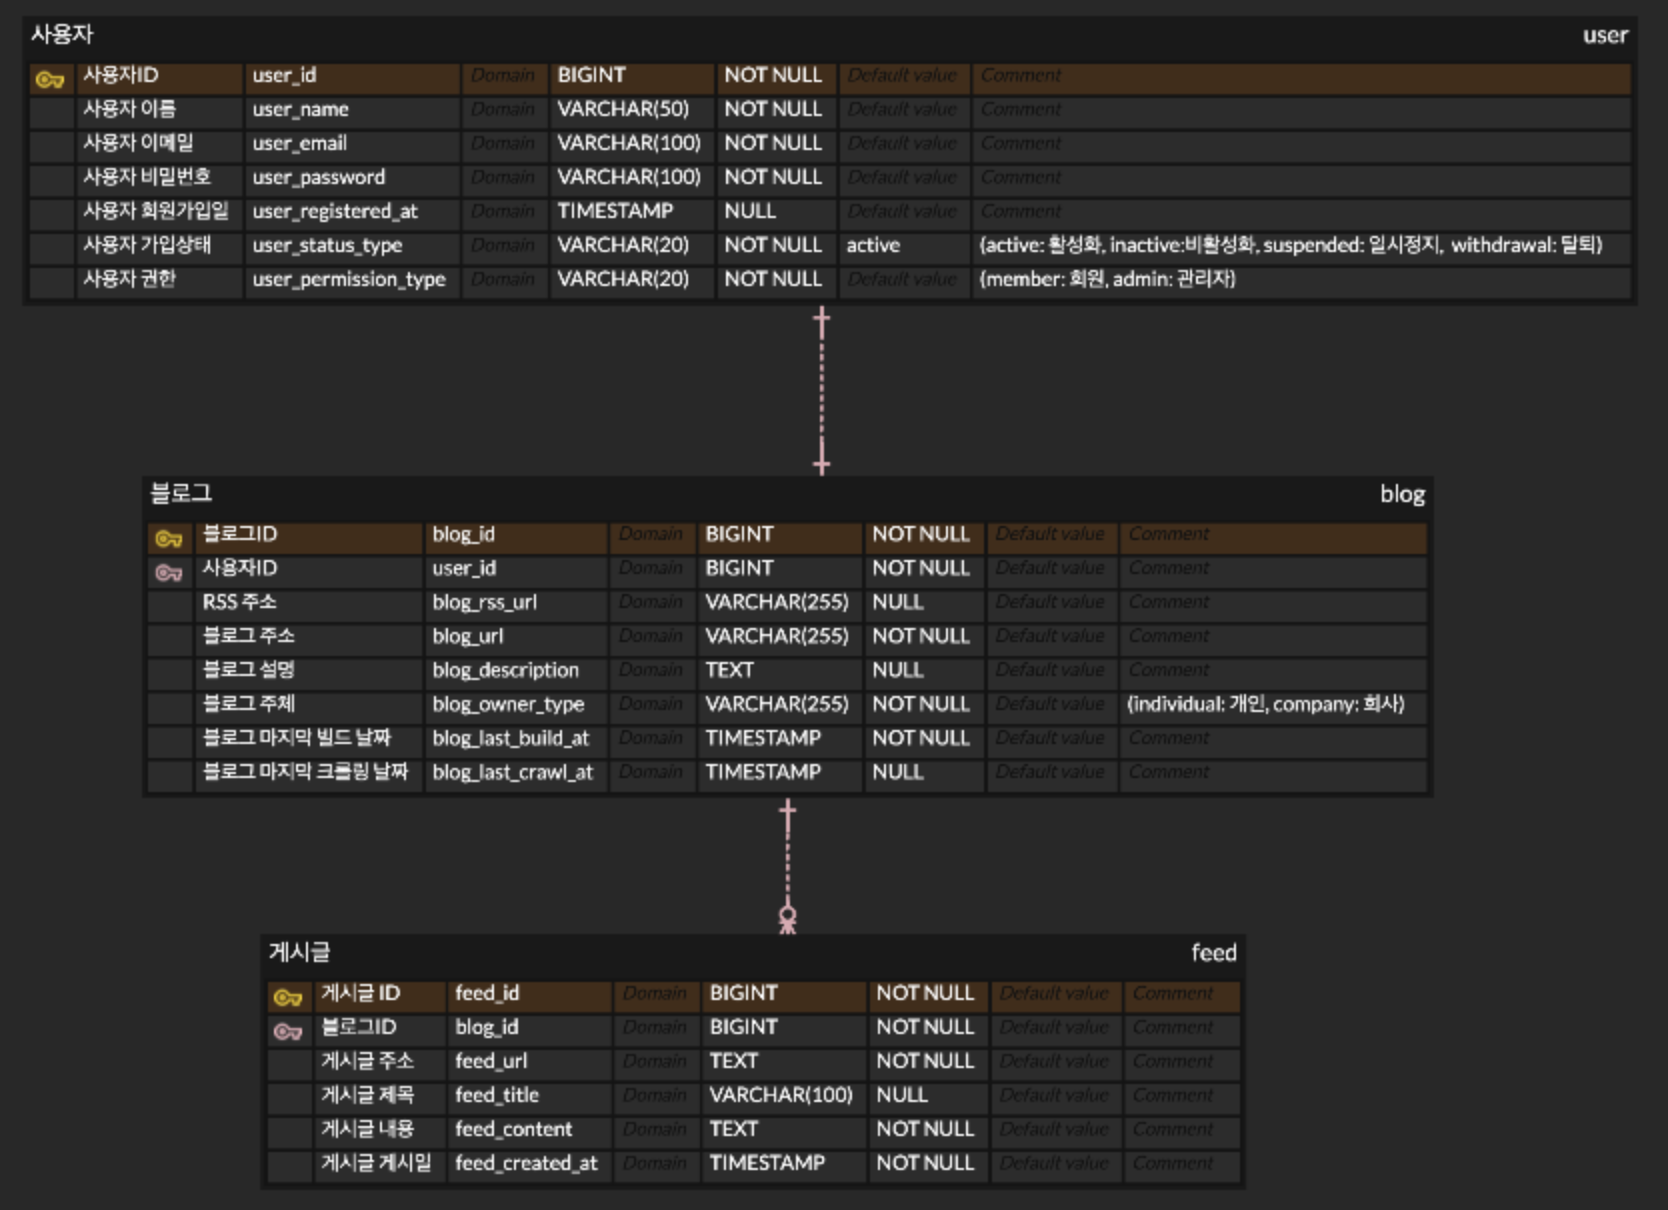 사용자 user
사용자ID user_id Domain BIGINT NOT NULL Default value Comment
사용자 이름 user_name Domain VARCHAR(50) NOT NULL Default value Comment
사용자 이메일 user_email Domain VARCHAR(100) NOT NULL Default value Comment
사용자 비밀번호 user_password Domain VARCHAR(100) NOT NULL Default value Comment
사용자 회원가입일 user_registered_at Domain TIMESTAMP NULL Default value Comment
사용자 가입상태 user_status_type Domain VARCHAR(20) NOT NULL active (active: 활성화, inactive:비활성화, suspended: 일시정지, withdrawal: 탈퇴)
사용자 권한 user_permission_type Domain VARCHAR(20) NOT NULL Default value (member: 회원, admin: 관리자)
블로그 blog
블로그ID blog_id Domain BIGINT NOT NULL Default value Comment
사용자ID user_id Domain BIGINT NOT NULL Default value Comment
RSS 주소 blog_rss_url Domain VARCHAR(255) NULL Default value Comment
블로그 주소 blog_url Domain VARCHAR(255) NOT NULL Default value Comment
블로그 설명 blog_description Domain TEXT NULL Default value Comment
블로그 주체 blog_owner_type Domain VARCHAR(255) NOT NULL Default value (individual: 개인, company: 회사)
블로그 마지막 빌드 날짜 blog_last_build_at Domain TIMESTAMP NOT NULL Default value Comment
블로그 마지막 크롤링 날짜 blog_last_crawl_at Domain TIMESTAMP NULL Default value Comment
게시글 feed
게시글 ID feed_id Domain BIGINT NOT NULL Default value Comment
블로그ID blog_id Domain BIGINT NOT NULL Default value Comment
게시글 주소 feed_url Domain TEXT NOT NULL Default value Comment
게시글 제목 feed_title Domain VARCHAR(100) NULL Default value Comment
게시글 내용 feed_content Domain TEXT NOT NULL Default value Comment
게시글 게시일 feed_created_at Domain TIMESTAMP NOT NULL Default value Comment